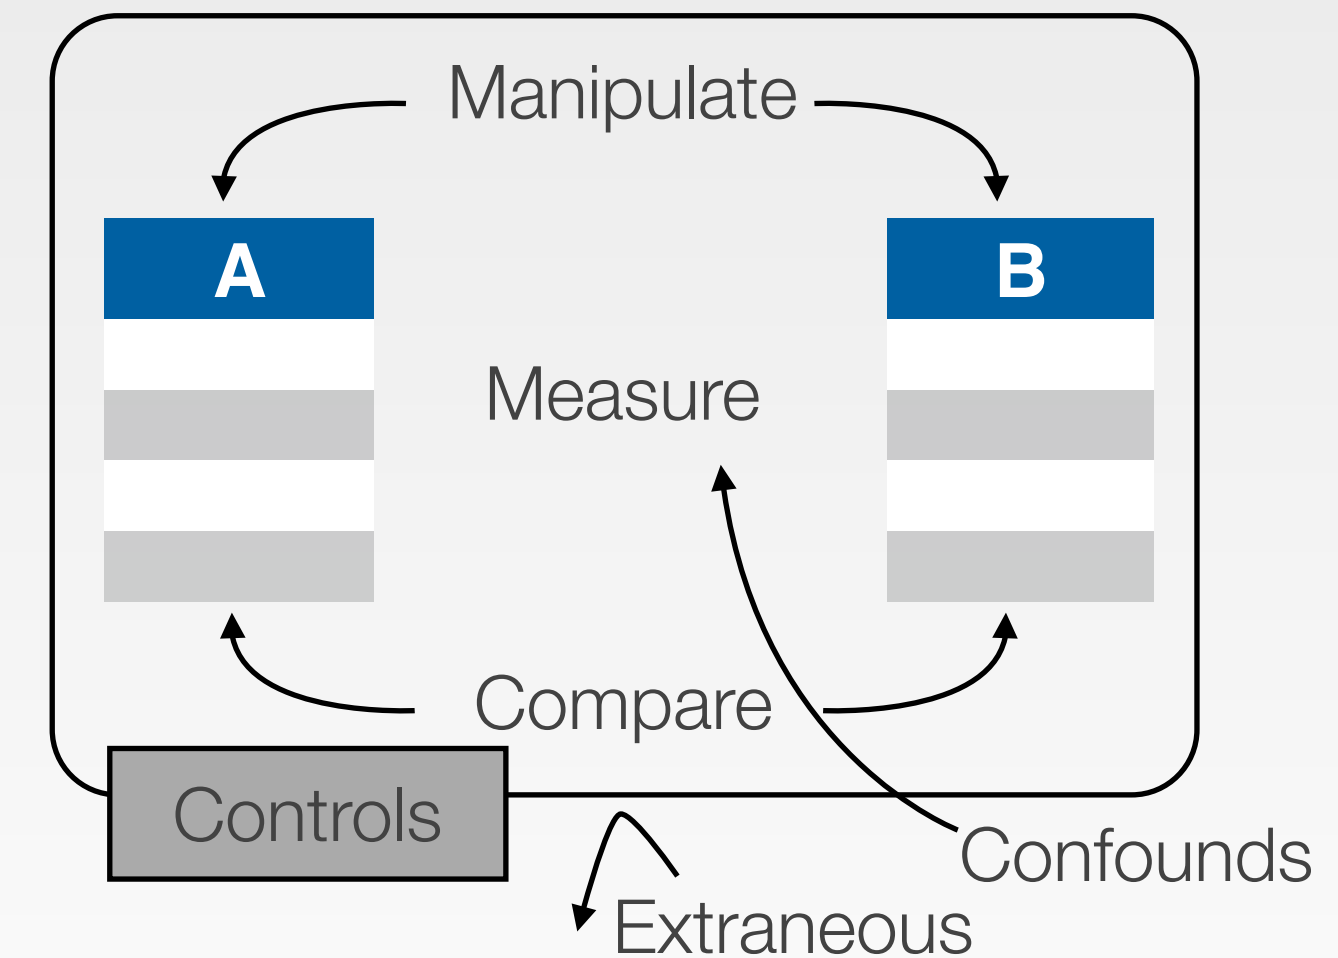 Manipulate
A
B
Measure
Compare
Controls
Confounds
Extraneous